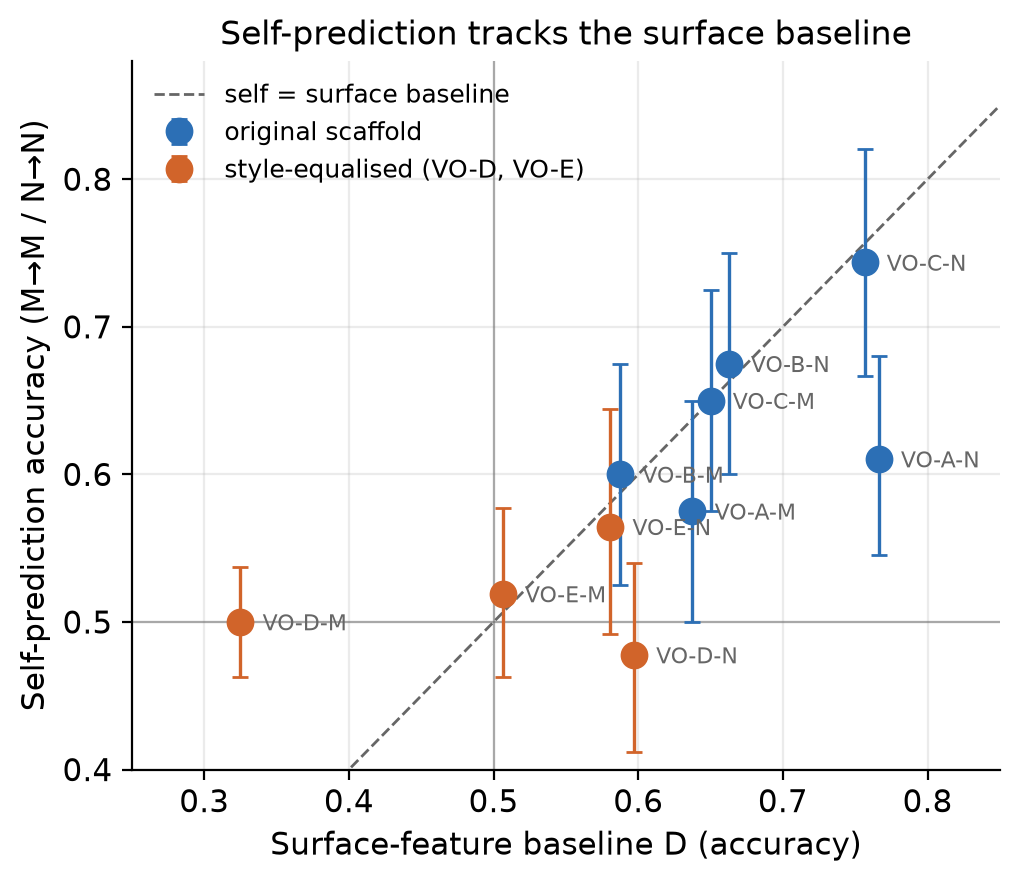 Self-prediction tracks the surface baseline
self = surface baseline
original scaffold
style-equalised (VO-D, VO-E)
Self-prediction accuracy (M→M / N→N)
0.8
0.7
0.6
0.5
0.4
VO-C-N
VO-B-N
VO-C-M
VO-A-N
VO-B-M
VO-A-M
VO-E-N
VO-E-M
VO-D-M
VO-D-N
0.3
0.4
0.5
0.6
0.7
0.8
Surface-feature baseline D (accuracy)